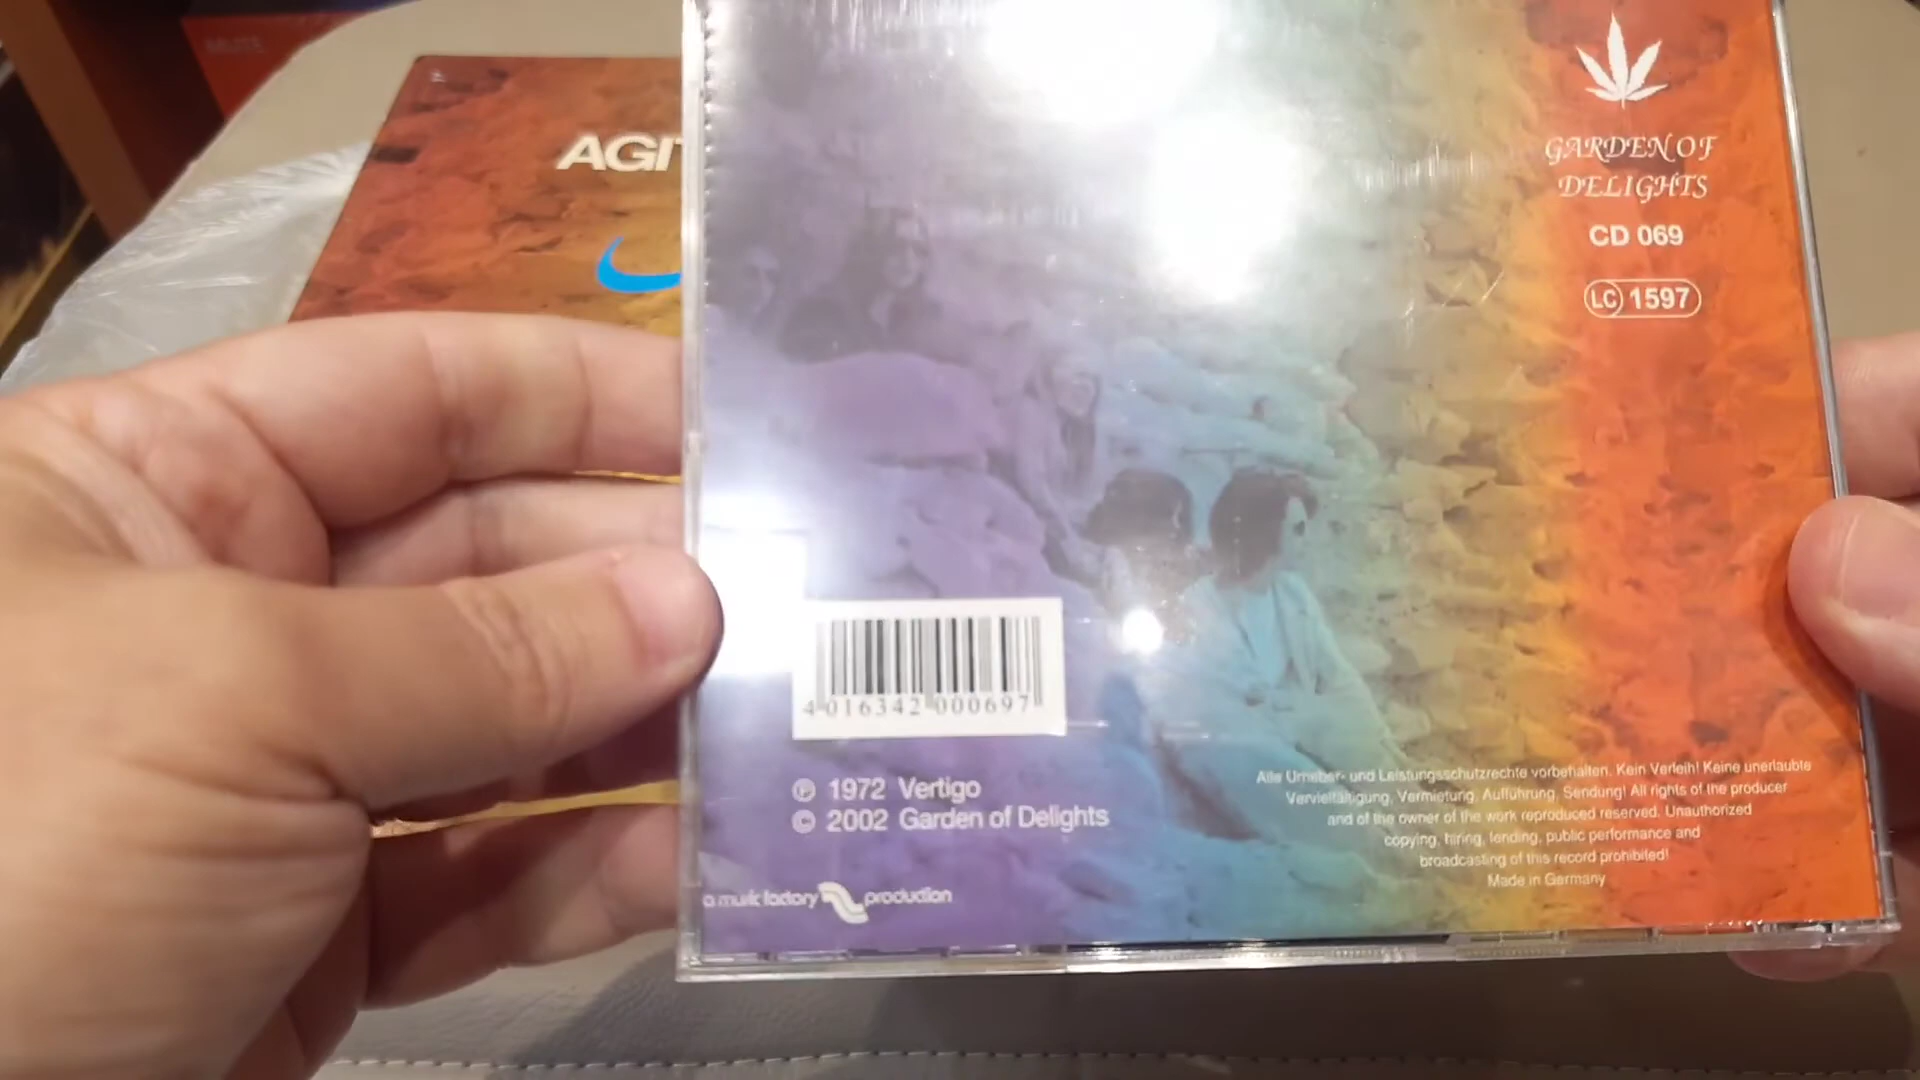 MUSE
AGIT
GARDEN OF
DELIGHTS
CD 069
LC 1597
4 016342 000697
℗ 1972 Vertigo
© 2002 Garden of Delights
a music factory production
Alle Urheber- und Leistungsschutzrechte vorbehalten. Kein Verleih! Keine unerlaubte
Vervielfältigung, Vermietung, Aufführung, Sendung! All rights of the producer
and of the owner of the work reproduced reserved. Unauthorized
copying, hiring, lending, public performance and
broadcasting of this record prohibited!
Made in Germany